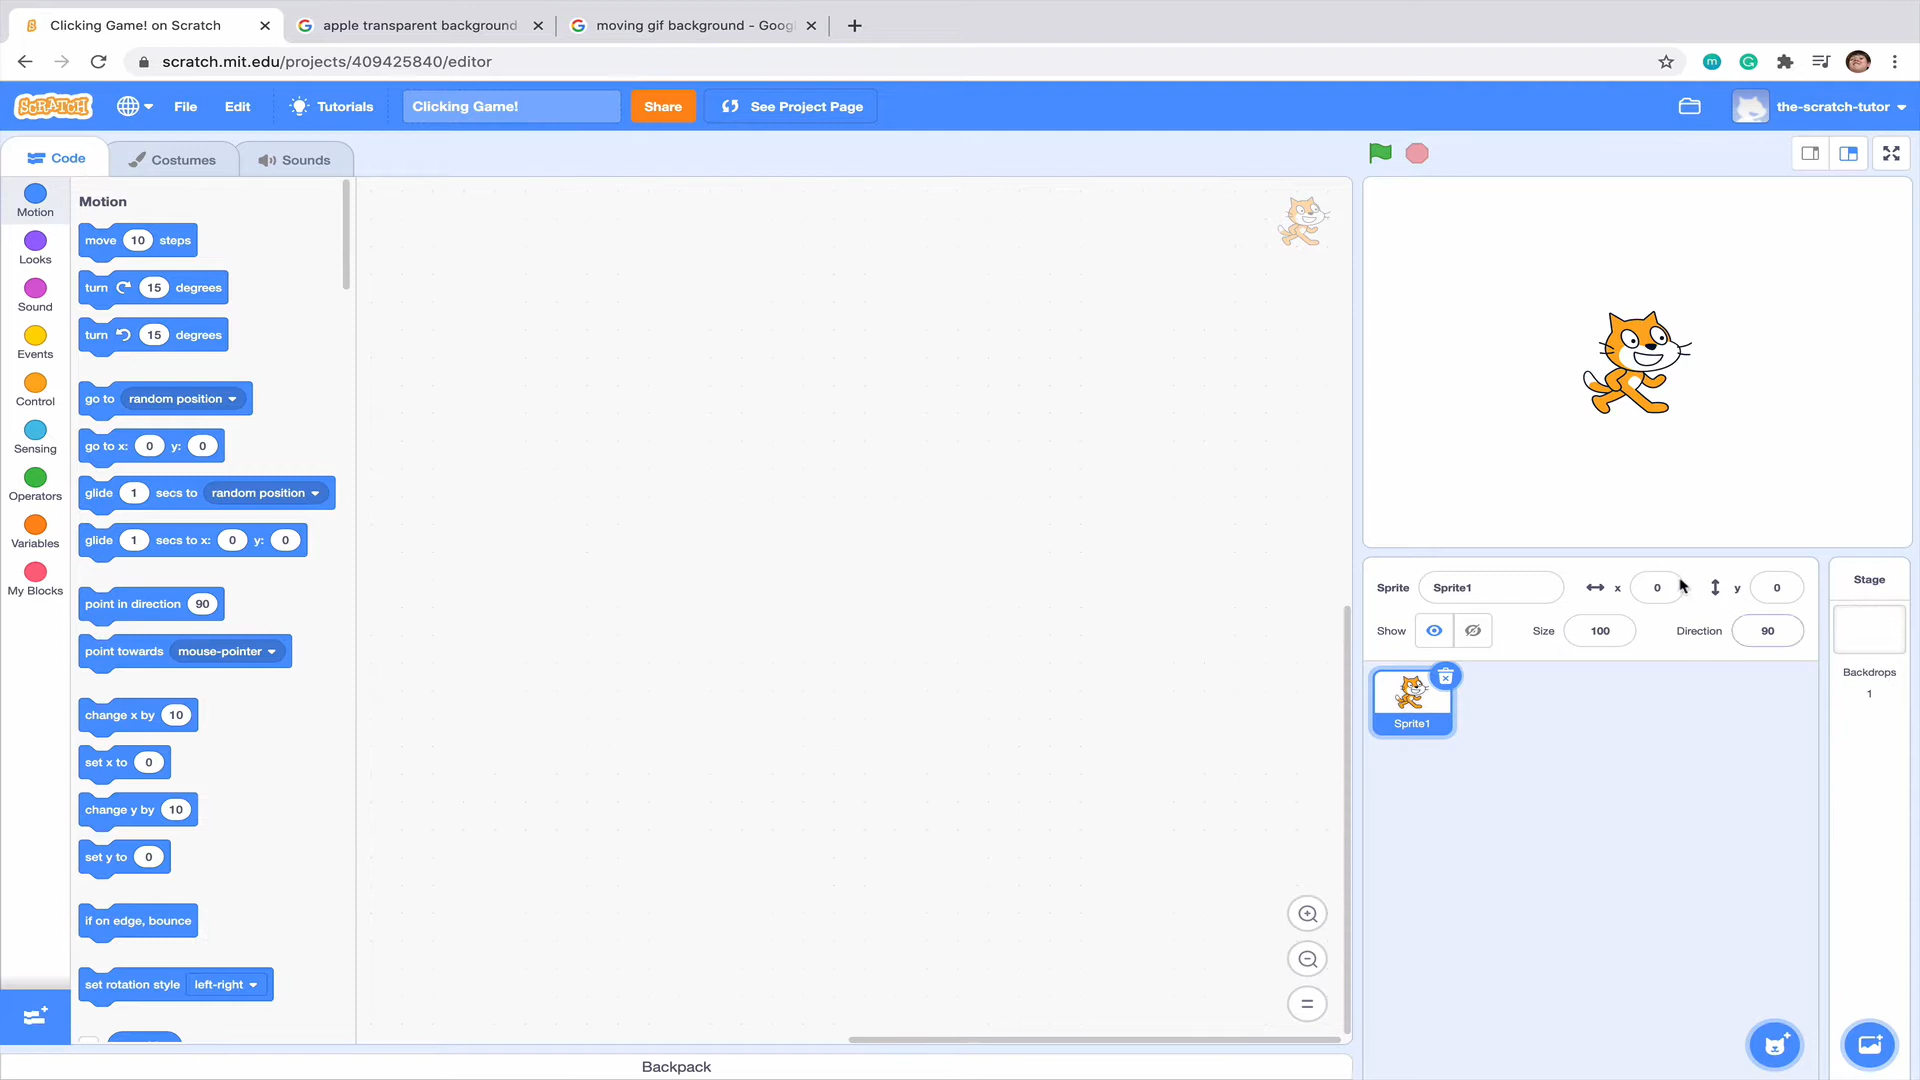 Clicking Game! on Scratch
apple transparent background
moving gif background - Goog
scratch.mit.edu/projects/409425840/editor
SCRATCH
File
Edit
Tutorials
Clicking Game!
Share
See Project Page
the-scratch-tutor
Code
Costumes
Sounds
Motion
Looks
Sound
Events
Control
Sensing
Operators
Variables
My Blocks
Motion
move 10 steps
turn 15 degrees
turn 15 degrees
go to random position
go to x: 0 y: 0
glide 1 secs to random position
glide 1 secs to x: 0 y: 0
point in direction 90
point towards mouse-pointer
change x by 10
set x to 0
change y by 10
set y to 0
if on edge, bounce
set rotation style left-right
Backpack
Sprite Sprite1 x 0 y 0
Show Size 100 Direction 90
Sprite1
Stage
Backdrops
1